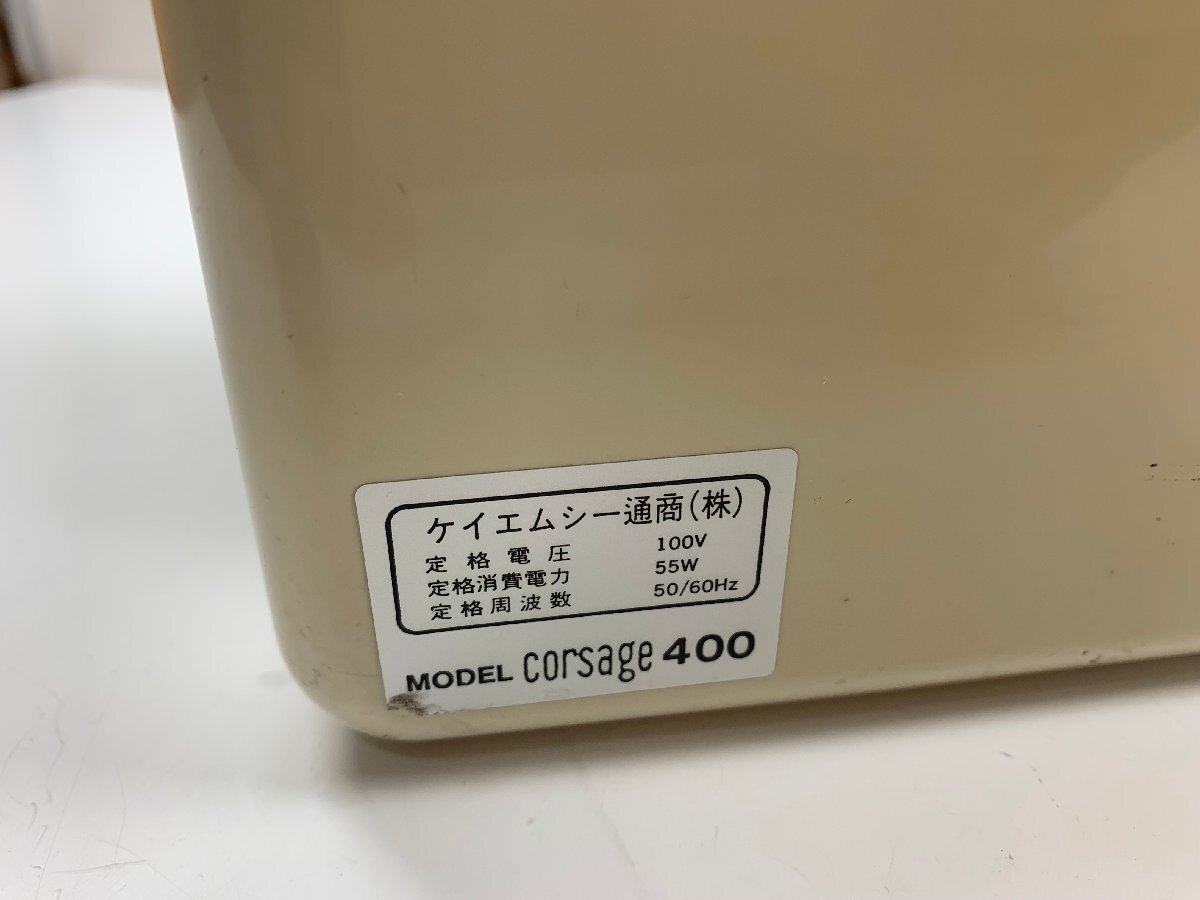 ケイエムシー通商(株)
定格電圧 100V
定格消費電力 55W
定格周波数 50/60Hz
MODEL corsage 400